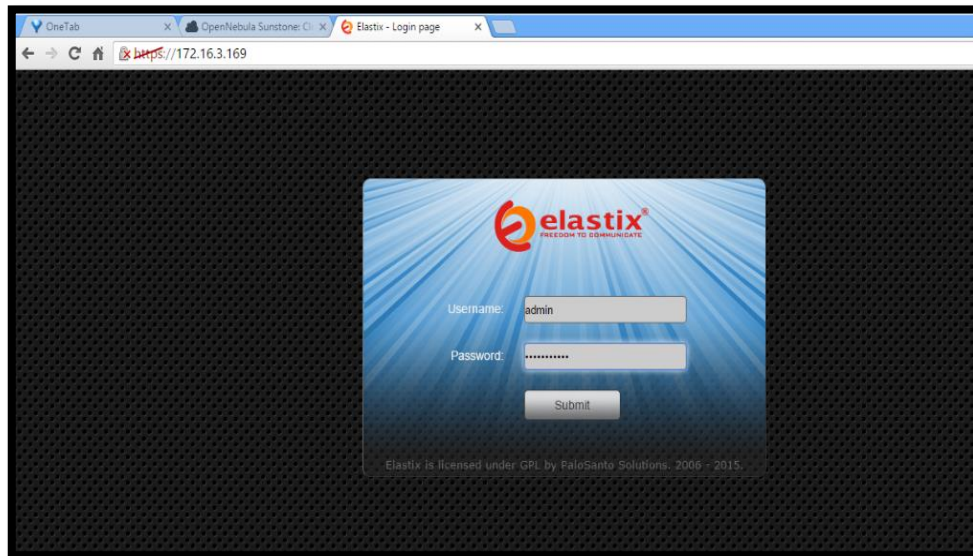 OneTab
OpenNebula Sunstone: Cl
Elastix - Login page
https://172.16.3.169
elastix®
FREEDOM TO COMMUNICATE
Username: admin
Password: •••••••••••
Submit
Elastix is licensed under GPL by PaloSanto Solutions. 2006 - 2015.